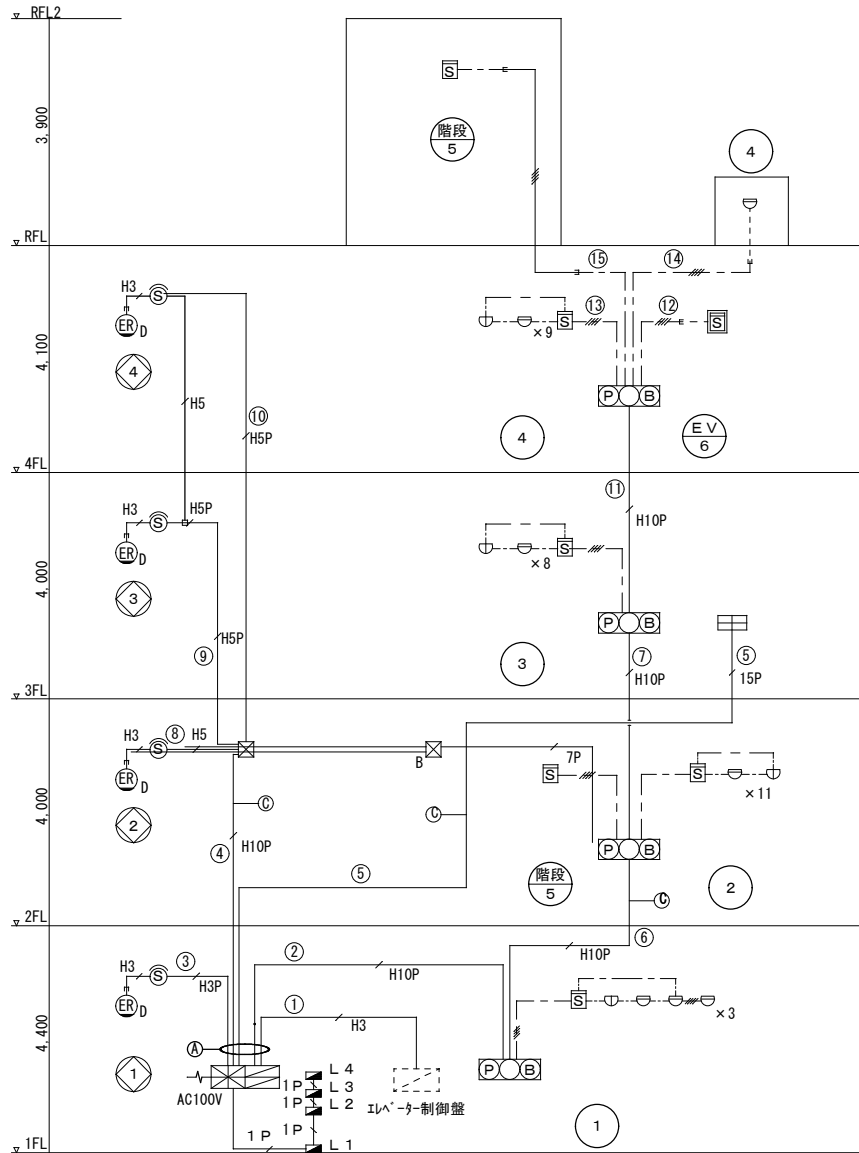 RFL2
3,900
S
階段
5
4
RFL
⑮
⑭
H3
S
ER
D
4
4,100
H5
⑩
H5P
⑬
⑫
S
S
×9
P
B
4
EV
6
4FL
⑪
H10P
H3
S
H5P
ER
D
3
4,000
H5P
⑨
S
×8
P
B
3
⑦
H10P
⑤
15P
3FL
H3
⑧
S
H5
ER
D
2
4,000
B
7P
S
S
×11
C
C
④
H10P
P
B
⑤
階段
5
2
C
2FL
⑥
H10P
H3
③
S
H3P
ER
D
1
4,400
②
H10P
①
H3
S
×3
A
AC100V
L4
1P
L3
1P
L2
1P
1P
L1
エレベーター制御盤
P
B
1
1FL